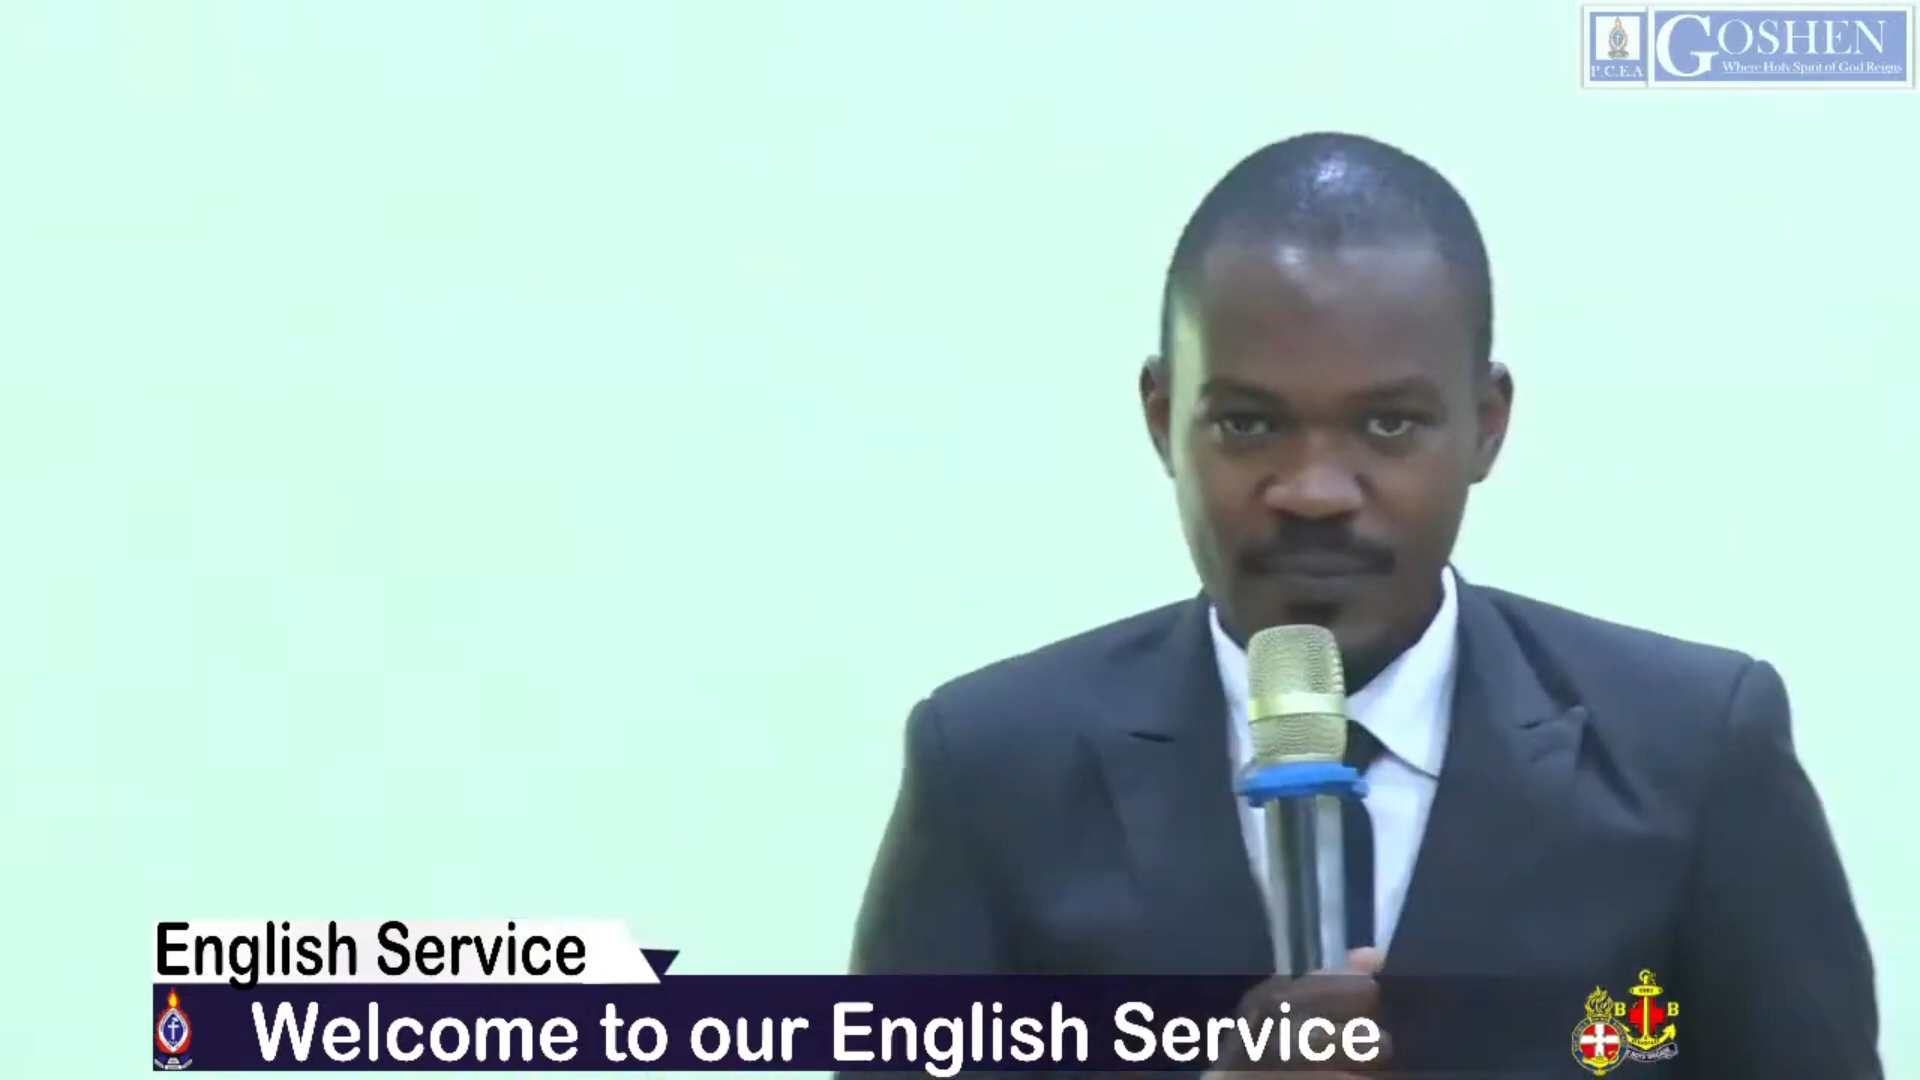 P.C.E.A
GOSHEN
Where Holy Spirit of God Reigns
English Service
Welcome to our English Service
B B